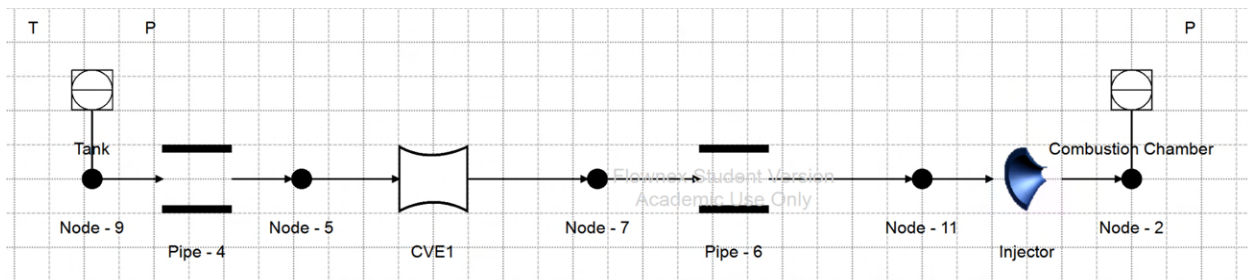 T
P
P
Tank
Combustion Chamber
Flownex Student Version
Academic Use Only
Node - 9
Node - 5
Node - 7
Node - 11
Node - 2
Pipe - 4
CVE1
Pipe - 6
Injector